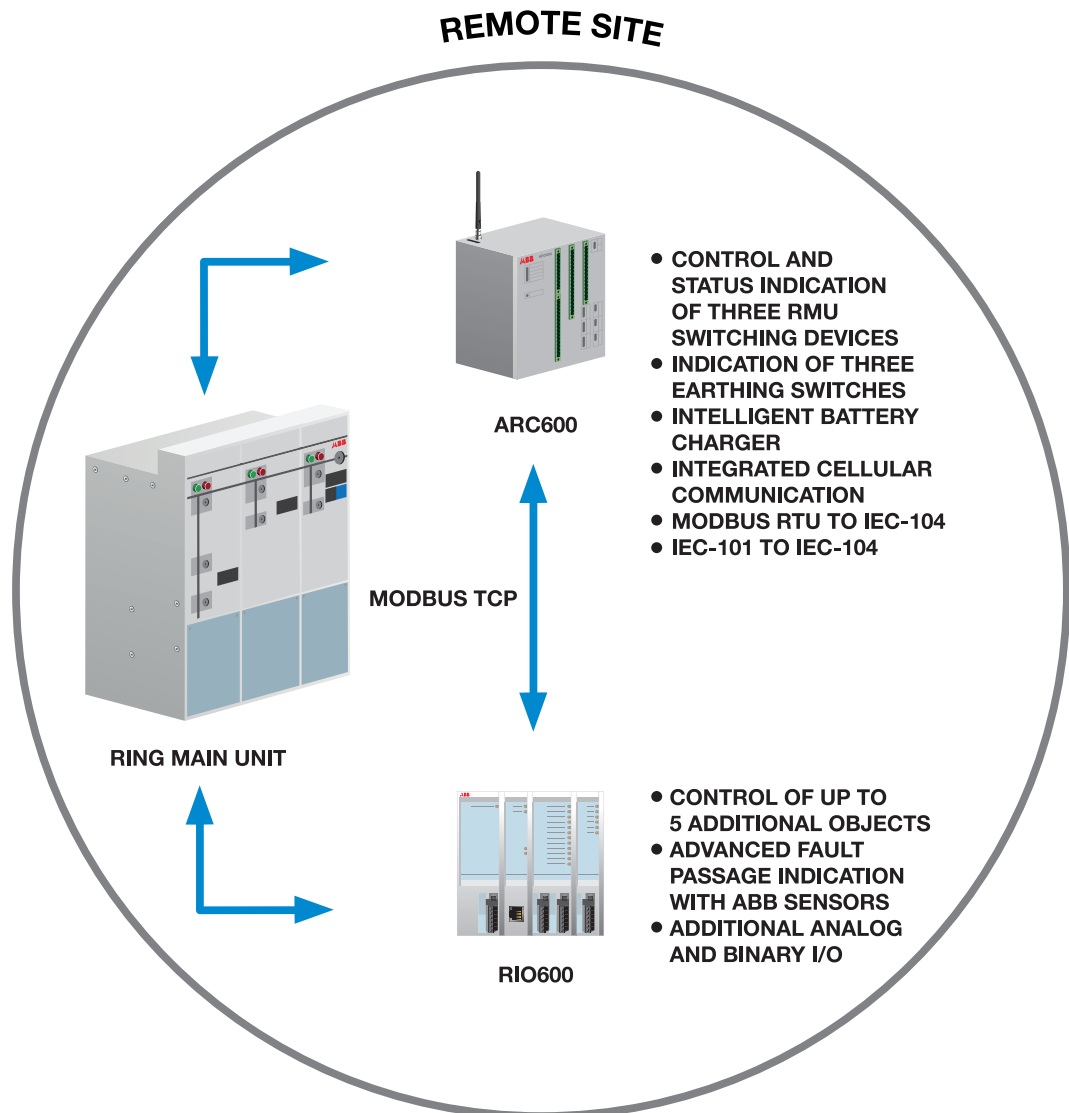 REMOTE SITE
ABB
ARC600
• CONTROL AND
STATUS INDICATION
OF THREE RMU
SWITCHING DEVICES
• INDICATION OF THREE
EARTHING SWITCHES
• INTELLIGENT BATTERY
CHARGER
• INTEGRATED CELLULAR
COMMUNICATION
• MODBUS RTU TO IEC-104
• IEC-101 TO IEC-104
ABB
MODBUS TCP
RING MAIN UNIT
ABB
RIO600
• CONTROL OF UP TO
5 ADDITIONAL OBJECTS
• ADVANCED FAULT
PASSAGE INDICATION
WITH ABB SENSORS
• ADDITIONAL ANALOG
AND BINARY I/O